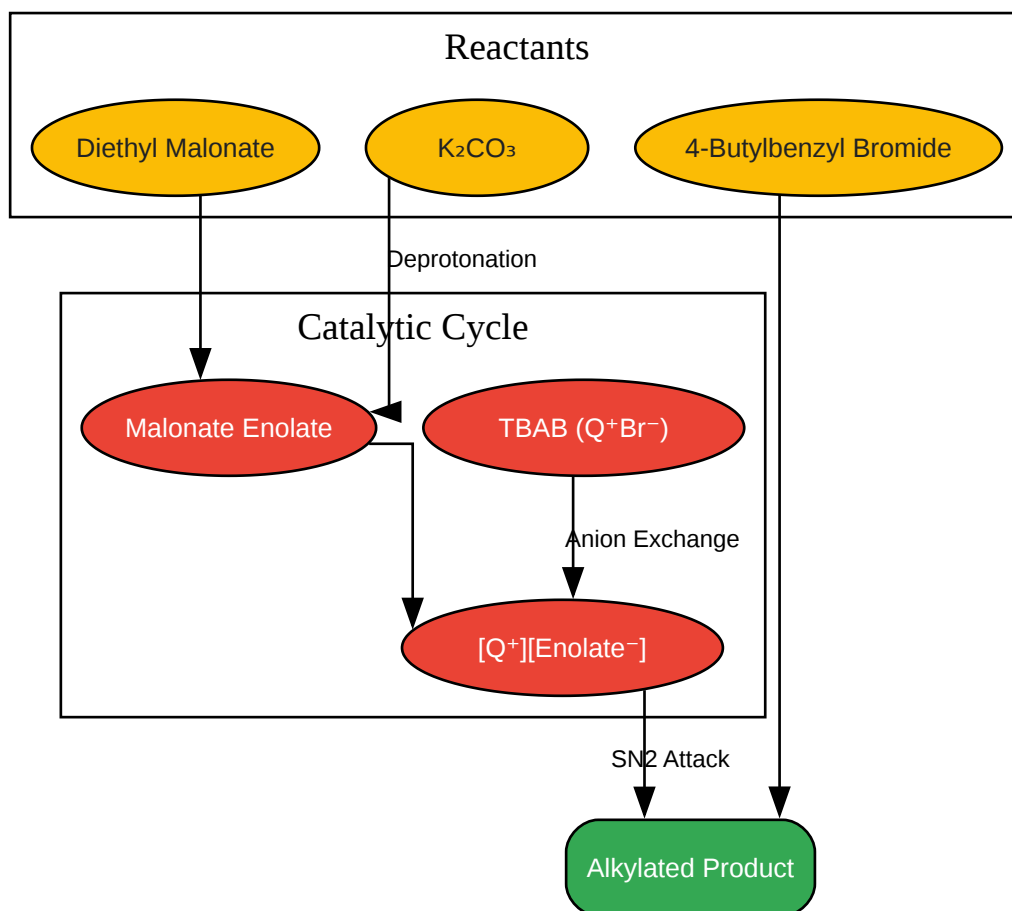 Reactants
Diethyl Malonate
K₂CO₃
4-Butylbenzyl Bromide
Deprotonation
Catalytic Cycle
Malonate Enolate
TBAB (Q⁺Br⁻)
Anion Exchange
[Q⁺][Enolate⁻]
SN2 Attack
Alkylated Product